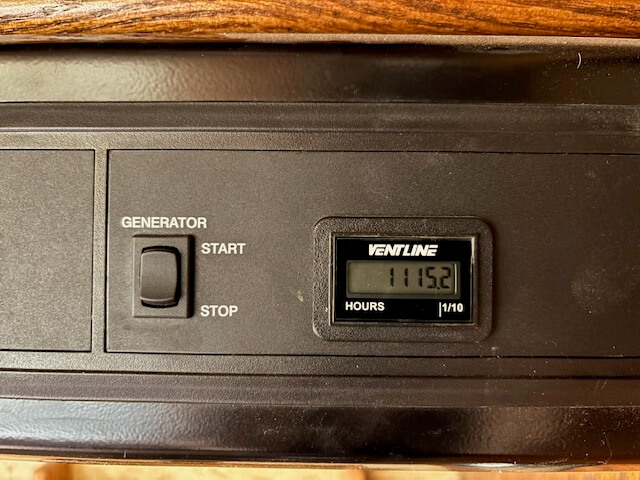 GENERATOR
START
STOP
VENTLINE
1115.2
HOURS 1/10